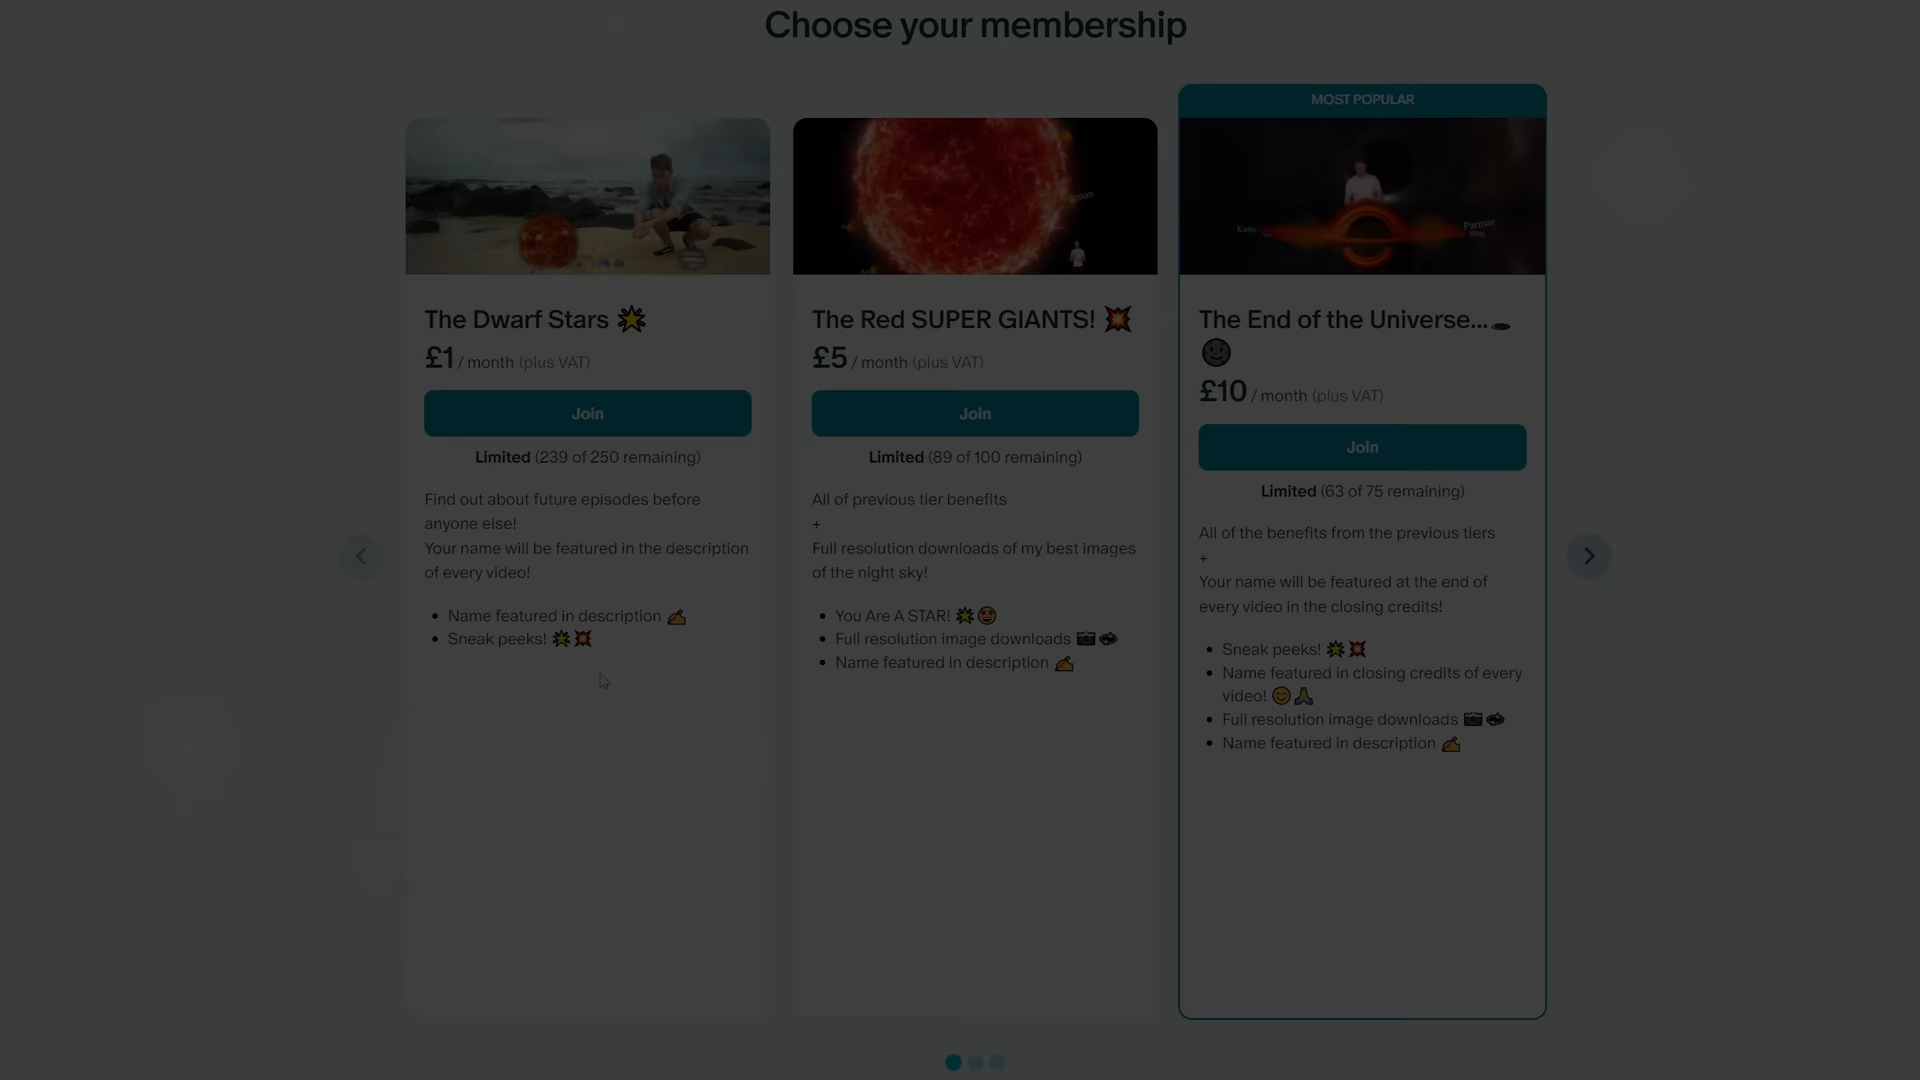 Choose your membership
MOST POPULAR
Kathe
Parmar
The Dwarf Stars 🌟
£1 / month (plus VAT)
Join
Limited (239 of 250 remaining)
Find out about future episodes before
anyone else!
Your name will be featured in the description
of every video!
• Name featured in description ✍️
• Sneak peeks! 🌟💥
The Red SUPER GIANTS! 💥
£5 / month (plus VAT)
Join
Limited (89 of 100 remaining)
All of previous tier benefits
+
Full resolution downloads of my best images
of the night sky!
• You Are A STAR! 🌟🤩
• Full resolution image downloads 📷
• Name featured in description ✍️
The End of the Universe...🕳️
🌚
£10 / month (plus VAT)
Join
Limited (63 of 75 remaining)
All of the benefits from the previous tiers
+
Your name will be featured at the end of
every video in the closing credits!
• Sneak peeks! 🌟💥
• Name featured in closing credits of every
video! 😊🙏
• Full resolution image downloads 📷
• Name featured in description ✍️